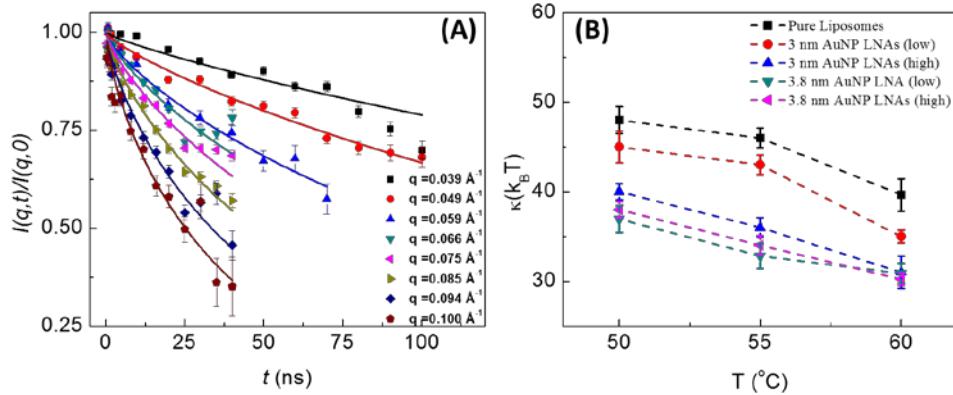 (A)
I(q,t)/I(q,0)
1.00
0.75
0.50
0.25
q=0.039 Å⁻¹
q=0.049 Å⁻¹
q=0.059 Å⁻¹
q=0.066 Å⁻¹
q=0.075 Å⁻¹
q=0.085 Å⁻¹
q=0.094 Å⁻¹
q=0.100 Å⁻¹
0 25 50 75 100
t (ns)
(B)
κ(k_BT)
60
50
40
30
Pure Liposomes
3 nm AuNP LNAs (low)
3 nm AuNP LNAs (high)
3.8 nm AuNP LNA (low)
3.8 nm AuNP LNAs (high)
50 55 60
T (°C)